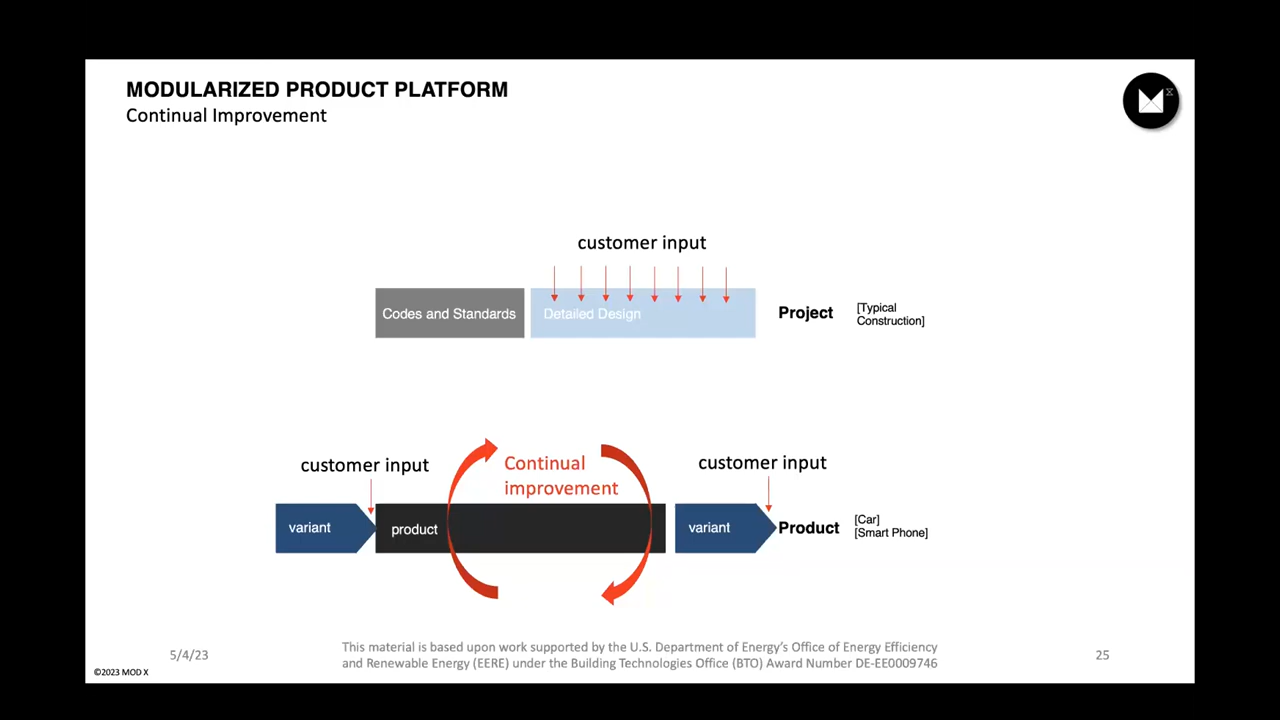 MODULARIZED PRODUCT PLATFORM
Continual Improvement
customer input
Codes and Standards
Detailed Design
Project
[Typical
Construction]
customer input
Continual
improvement
customer input
variant
product
variant
Product
[Car]
[Smart Phone]
5/4/23
This material is based upon work supported by the U.S. Department of Energy's Office of Energy Efficiency
and Renewable Energy (EERE) under the Building Technologies Office (BTO) Award Number DE-EE0009746
25
©2023 MOD X